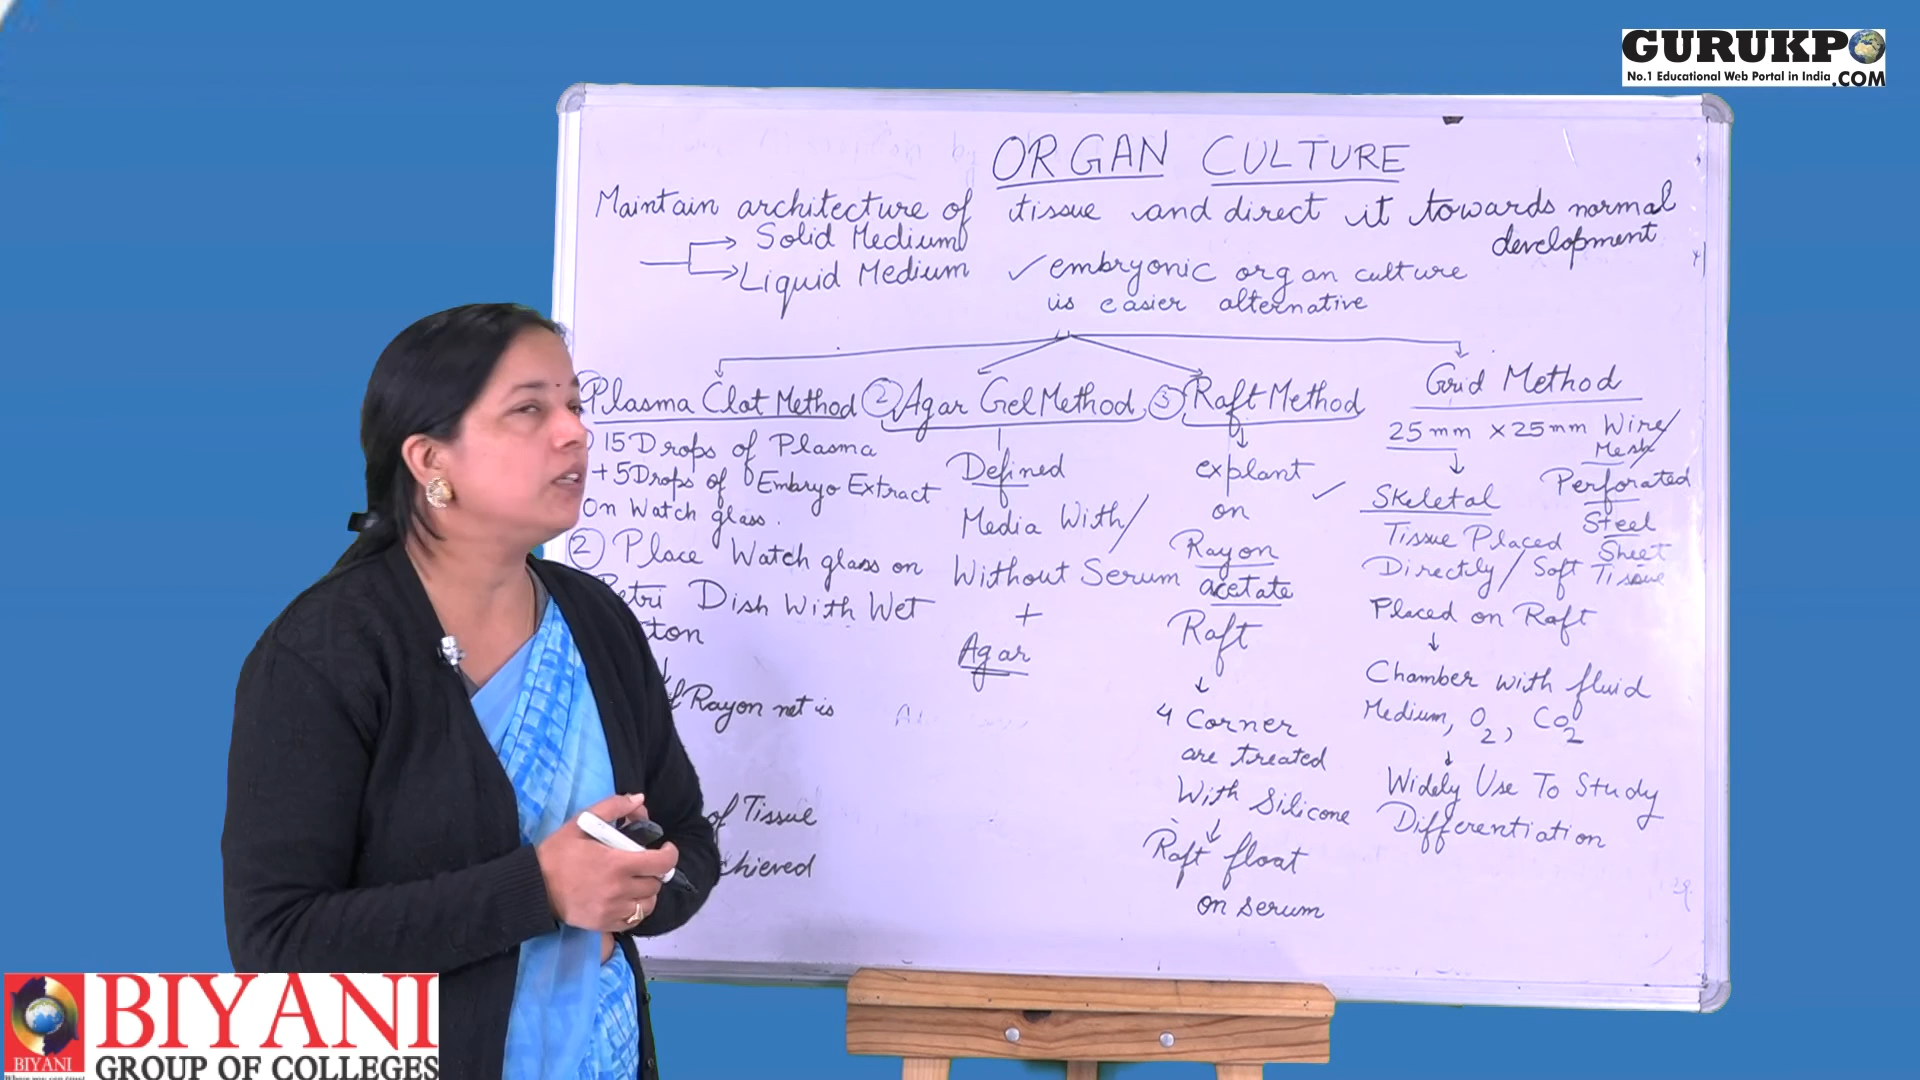 GURUKPO
No.1 Educational Web Portal in India .COM
ORGAN CULTURE
Maintain architecture of tissue and direct it towards normal
development
Solid Medium
Liquid Medium
✓ embryonic organ culture
is easier alternative
Plasma Clot Method
15 Drops of Plasma
+ 5 Drops of Embryo Extract
on Watch glass.
② Place Watch glass on
Petri Dish With Wet
Rayon net is
of Tissue
② Agar Gel Method
Defined
Media With/
Without Serum
+
Agar
③ Raft Method
explant
on
Rayon
acetate
Raft
4 Corner
are treated
With Silicone
Raft float
on serum
Grid Method
25mm × 25mm Wire/
Mesh/
Perforated
Steel
Sheet
✓ Skeletal
Tissue Placed
Directly/ Soft Tissue
Placed on Raft
Chamber with fluid
Medium, O2, CO2
Widely Use To Study
Differentiation
BIYANI
BIYANI
GROUP OF COLLEGES